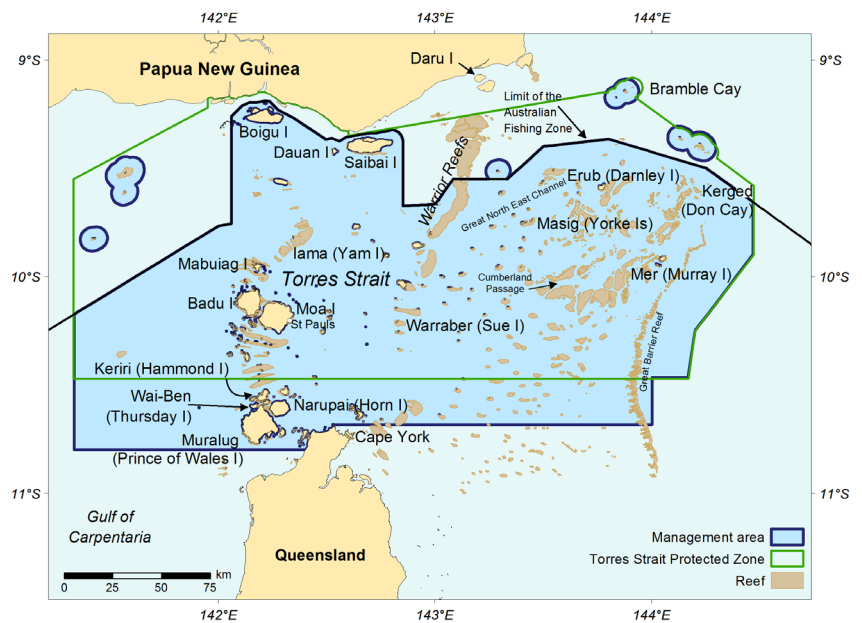 142°E
143°E
144°E
9°S
9°S
Daru I
Papua New Guinea
Bramble Cay
Limit of the
Australian
Fishing Zone
Boigu I
Dauan I
Saibai I
Warrior Reefs
Erub (Darnley I)
Great North East Channel
Kerged
(Don Cay)
Masig (Yorke Is)
Iama (Yam I)
Mabuiag I
Torres Strait
10°S
10°S
Cumberland
Passage
Mer (Murray I)
Badu I
Moa I
St Pauls
Warraber (Sue I)
Great Barrier Reef
Keriri (Hammond I)
Wai-Ben
(Thursday I)
Narupai (Horn I)
Muralug
(Prince of Wales I)
Cape York
11°S
11°S
Gulf of
Carpentaria
Queensland
Management area
Torres Strait Protected Zone
Reef
km
0
25
50
75
142°E
143°E
144°E